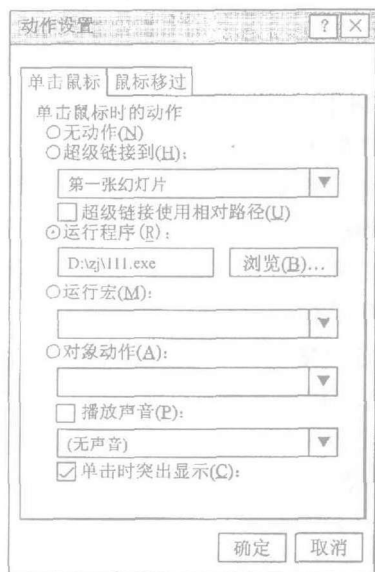 动作设置
单击鼠标 鼠标移过
单击鼠标时的动作
无动作(N)
超级链接到(H):
第一张幻灯片
超级链接使用相对路径(U)
运行程序(R):
D:\zj\111.exe 浏览(B)...
运行宏(M):
对象动作(A):
播放声音(P):
(无声音)
单击时突出显示(C):
确定 取消